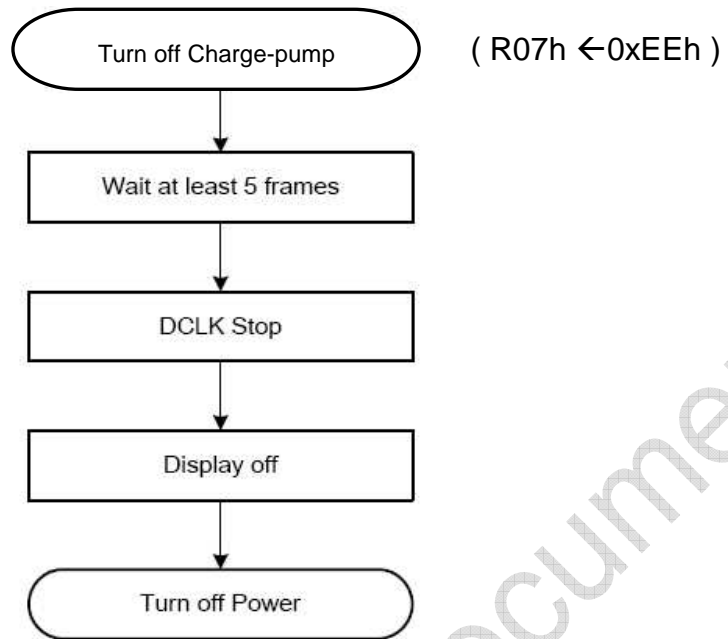 Turn off Charge-pump ( R07h ←0xEEh )
Wait at least 5 frames
DCLK Stop
Display off
Turn off Power